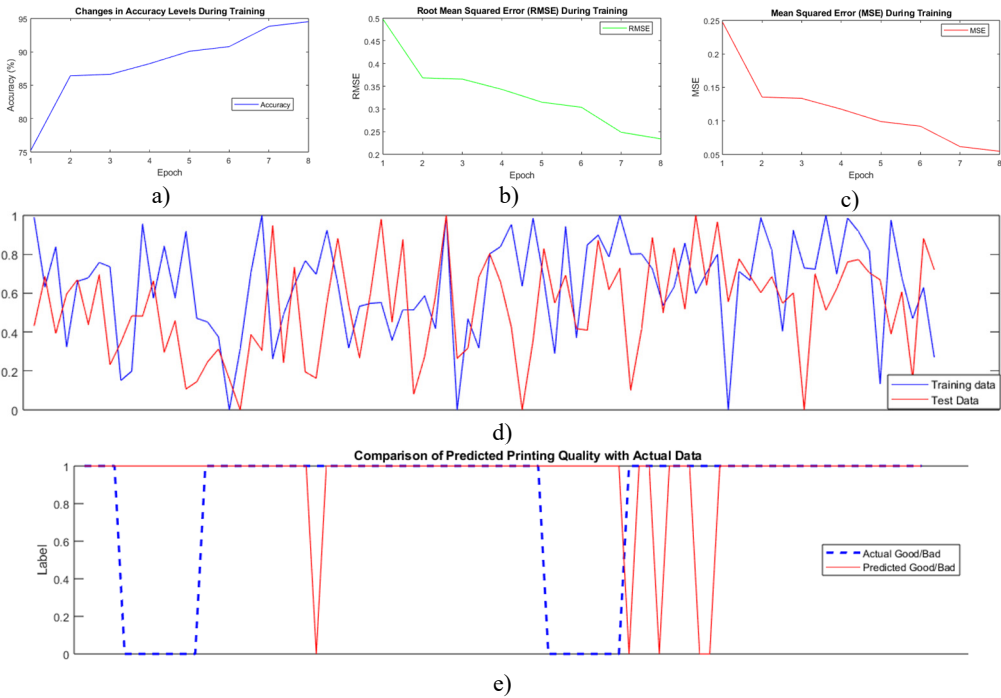 Changes in Accuracy Levels During Training
95
90
85
80
75
Accuracy (%)
Accuracy
1 2 3 4 5 6 7 8
Epoch
a)
Root Mean Squared Error (RMSE) During Training
0.5
0.45
0.4
0.35
0.3
0.25
0.2
RMSE
RMSE
1 2 3 4 5 6 7 8
Epoch
b)
Mean Squared Error (MSE) During Training
0.25
0.2
0.15
0.1
0.05
MSE
MSE
1 2 3 4 5 6 7 8
Epoch
c)
1
0.8
0.6
0.4
0.2
0
Training data
Test Data
d)
Comparison of Predicted Printing Quality with Actual Data
1
0.8
0.6
0.4
0.2
0
Label
Actual Good/Bad
Predicted Good/Bad
e)